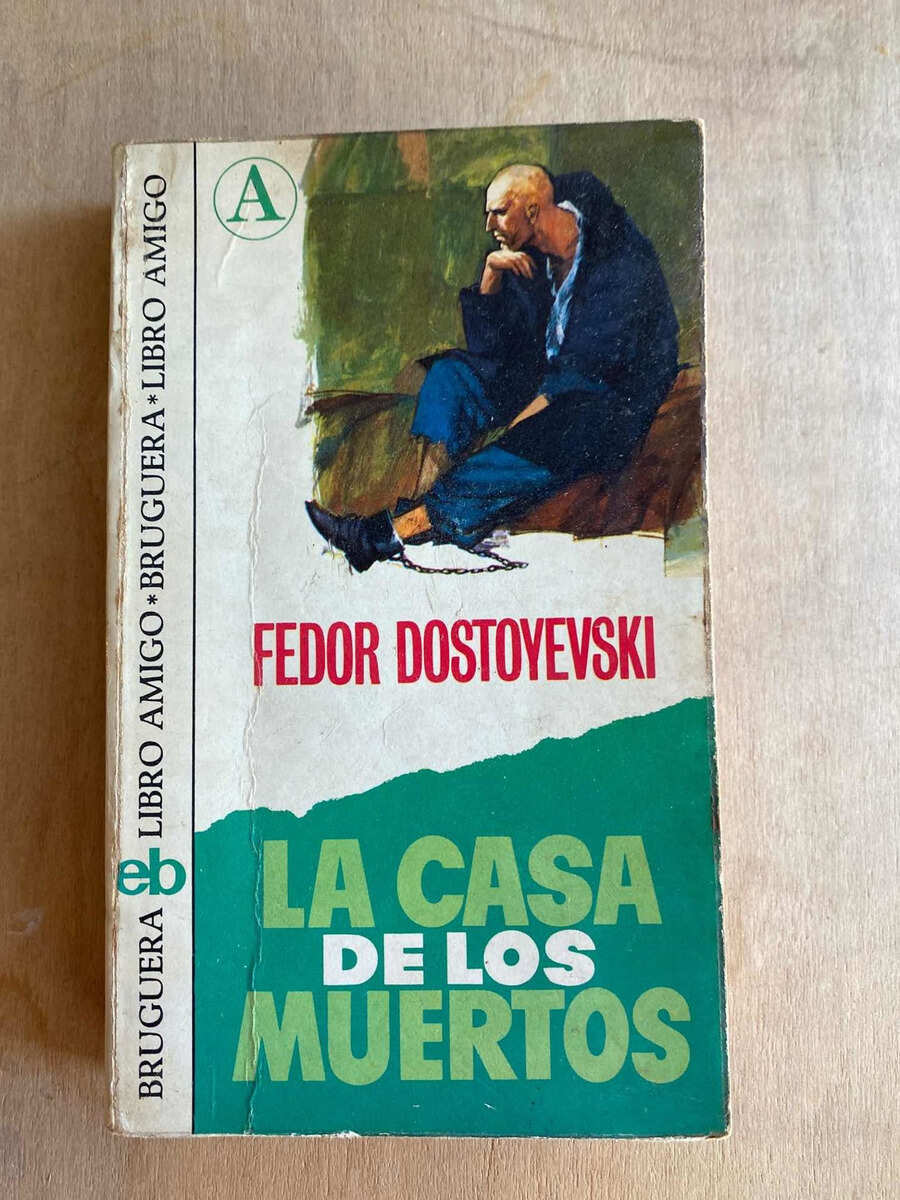 BRUGUERA eb LIBRO AMIGO*BRUGUERA*LIBRO AMIGO
A
FEDOR DOSTOYEVSKI
LA CASA
DE LOS
MUERTOS